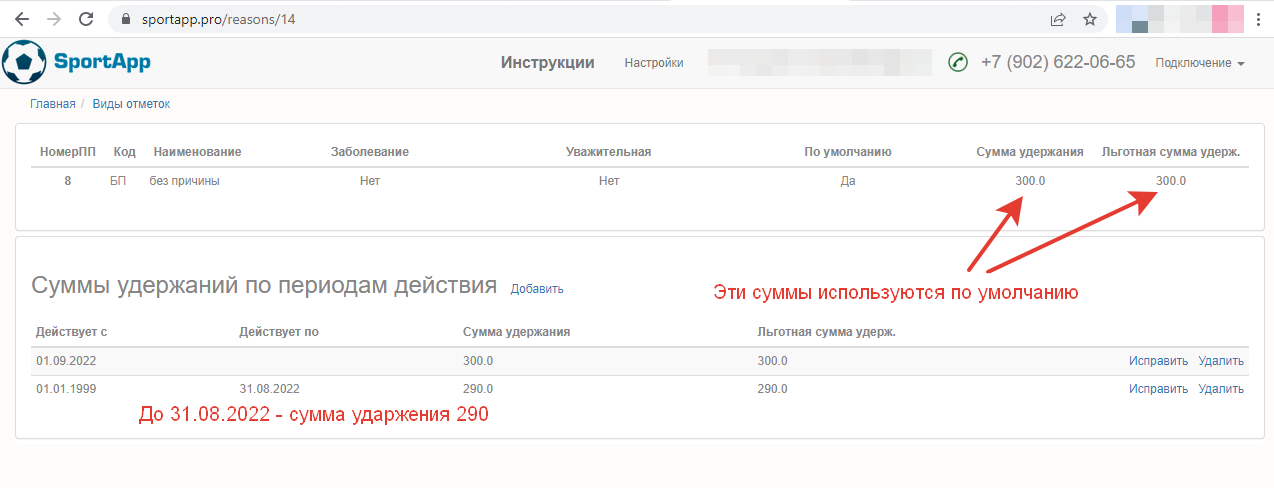 sportapp.pro/reasons/14
SportApp Инструкции Настройки +7 (902) 622-06-65 Подключение
Главная / Виды отметок
НомерПП Код Наименование Заболевание Уважительная По умолчанию Сумма удержания Льготная сумма удерж.
8 БП без причины Нет Нет Да 300.0 300.0
Суммы удержаний по периодам действия Добавить
Эти суммы используются по умолчанию
Действует с Действует по Сумма удержания Льготная сумма удерж.
01.09.2022 300.0 300.0 Исправить Удалить
01.01.1999 31.08.2022 290.0 290.0 Исправить Удалить
До 31.08.2022 - сумма ударжения 290